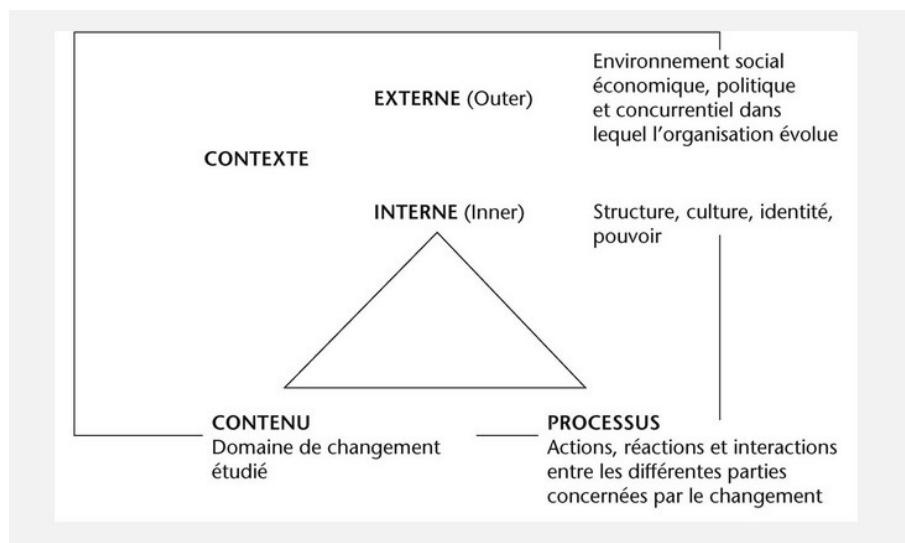 EXTERNE (Outer)
Environnement social
économique, politique
et concurrentiel dans
lequel l’organisation évolue
CONTEXTE
INTERNE (Inner)
Structure, culture, identité,
pouvoir
CONTENU
Domaine de changement
étudié
PROCESSUS
Actions, réactions et interactions
entre les différentes parties
concernées par le changement